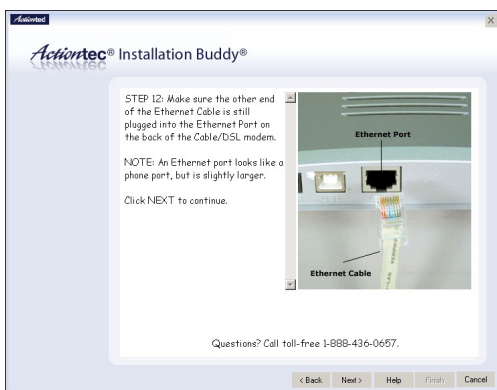 Actiontec
Actiontec® Installation Buddy®
STEP 12: Make sure the other end
of the Ethernet Cable is still
plugged into the Ethernet Port on
the back of the Cable/DSL modem.
NOTE: An Ethernet port looks like a
phone port, but is slightly larger.
Click NEXT to continue.
Ethernet Port
Ethernet Cable
Questions? Call toll-free 1-888-436-0657.
< Back
Next >
Help
Finish
Cancel